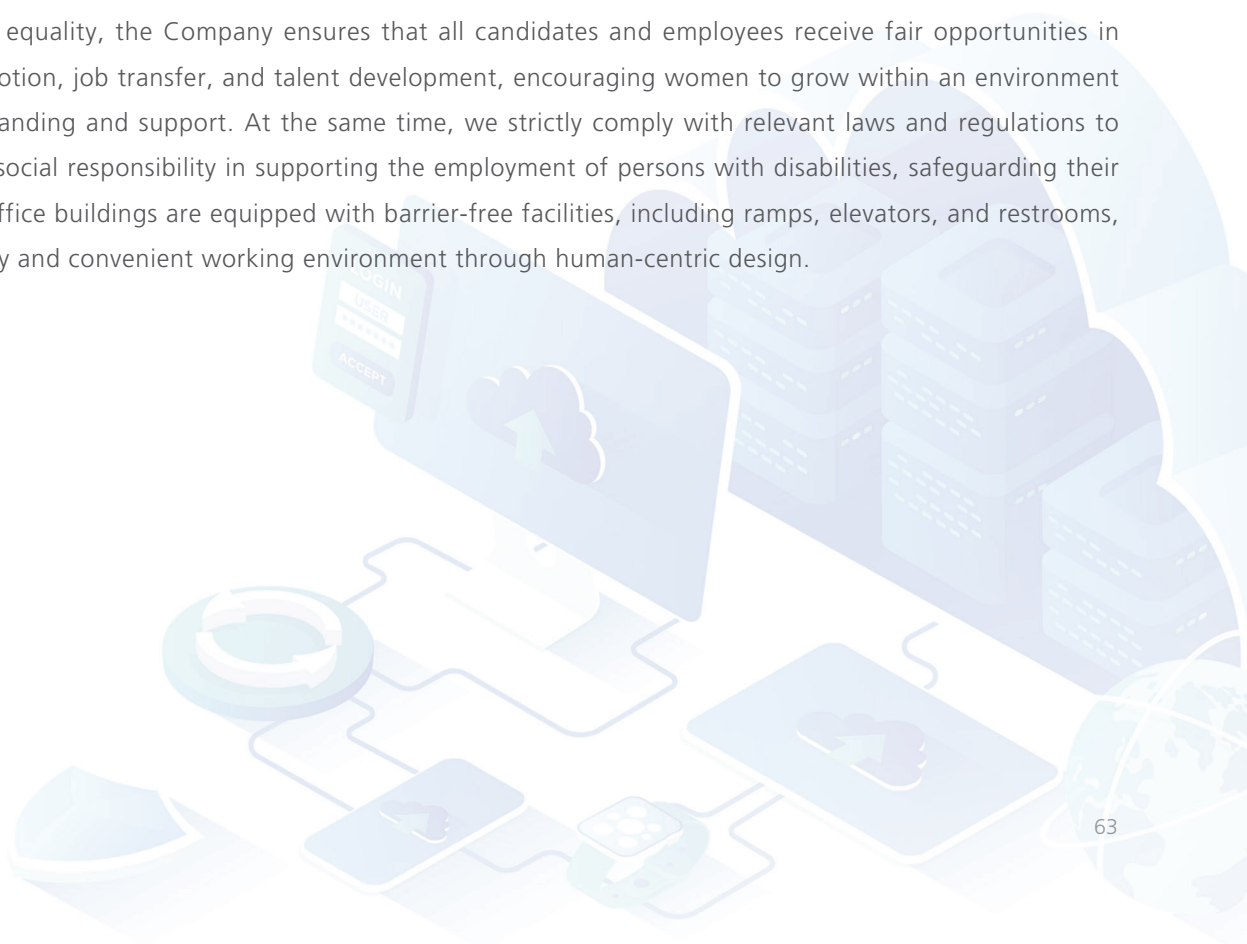 equality, the Company ensures that all candidates and employees receive fair opportunities in
otion, job transfer, and talent development, encouraging women to grow within an environment
anding and support. At the same time, we strictly comply with relevant laws and regulations to
social responsibility in supporting the employment of persons with disabilities, safeguarding their
ffice buildings are equipped with barrier-free facilities, including ramps, elevators, and restrooms,
y and convenient working environment through human-centric design.
LOGIN
USER
*******
ACCEPT
63